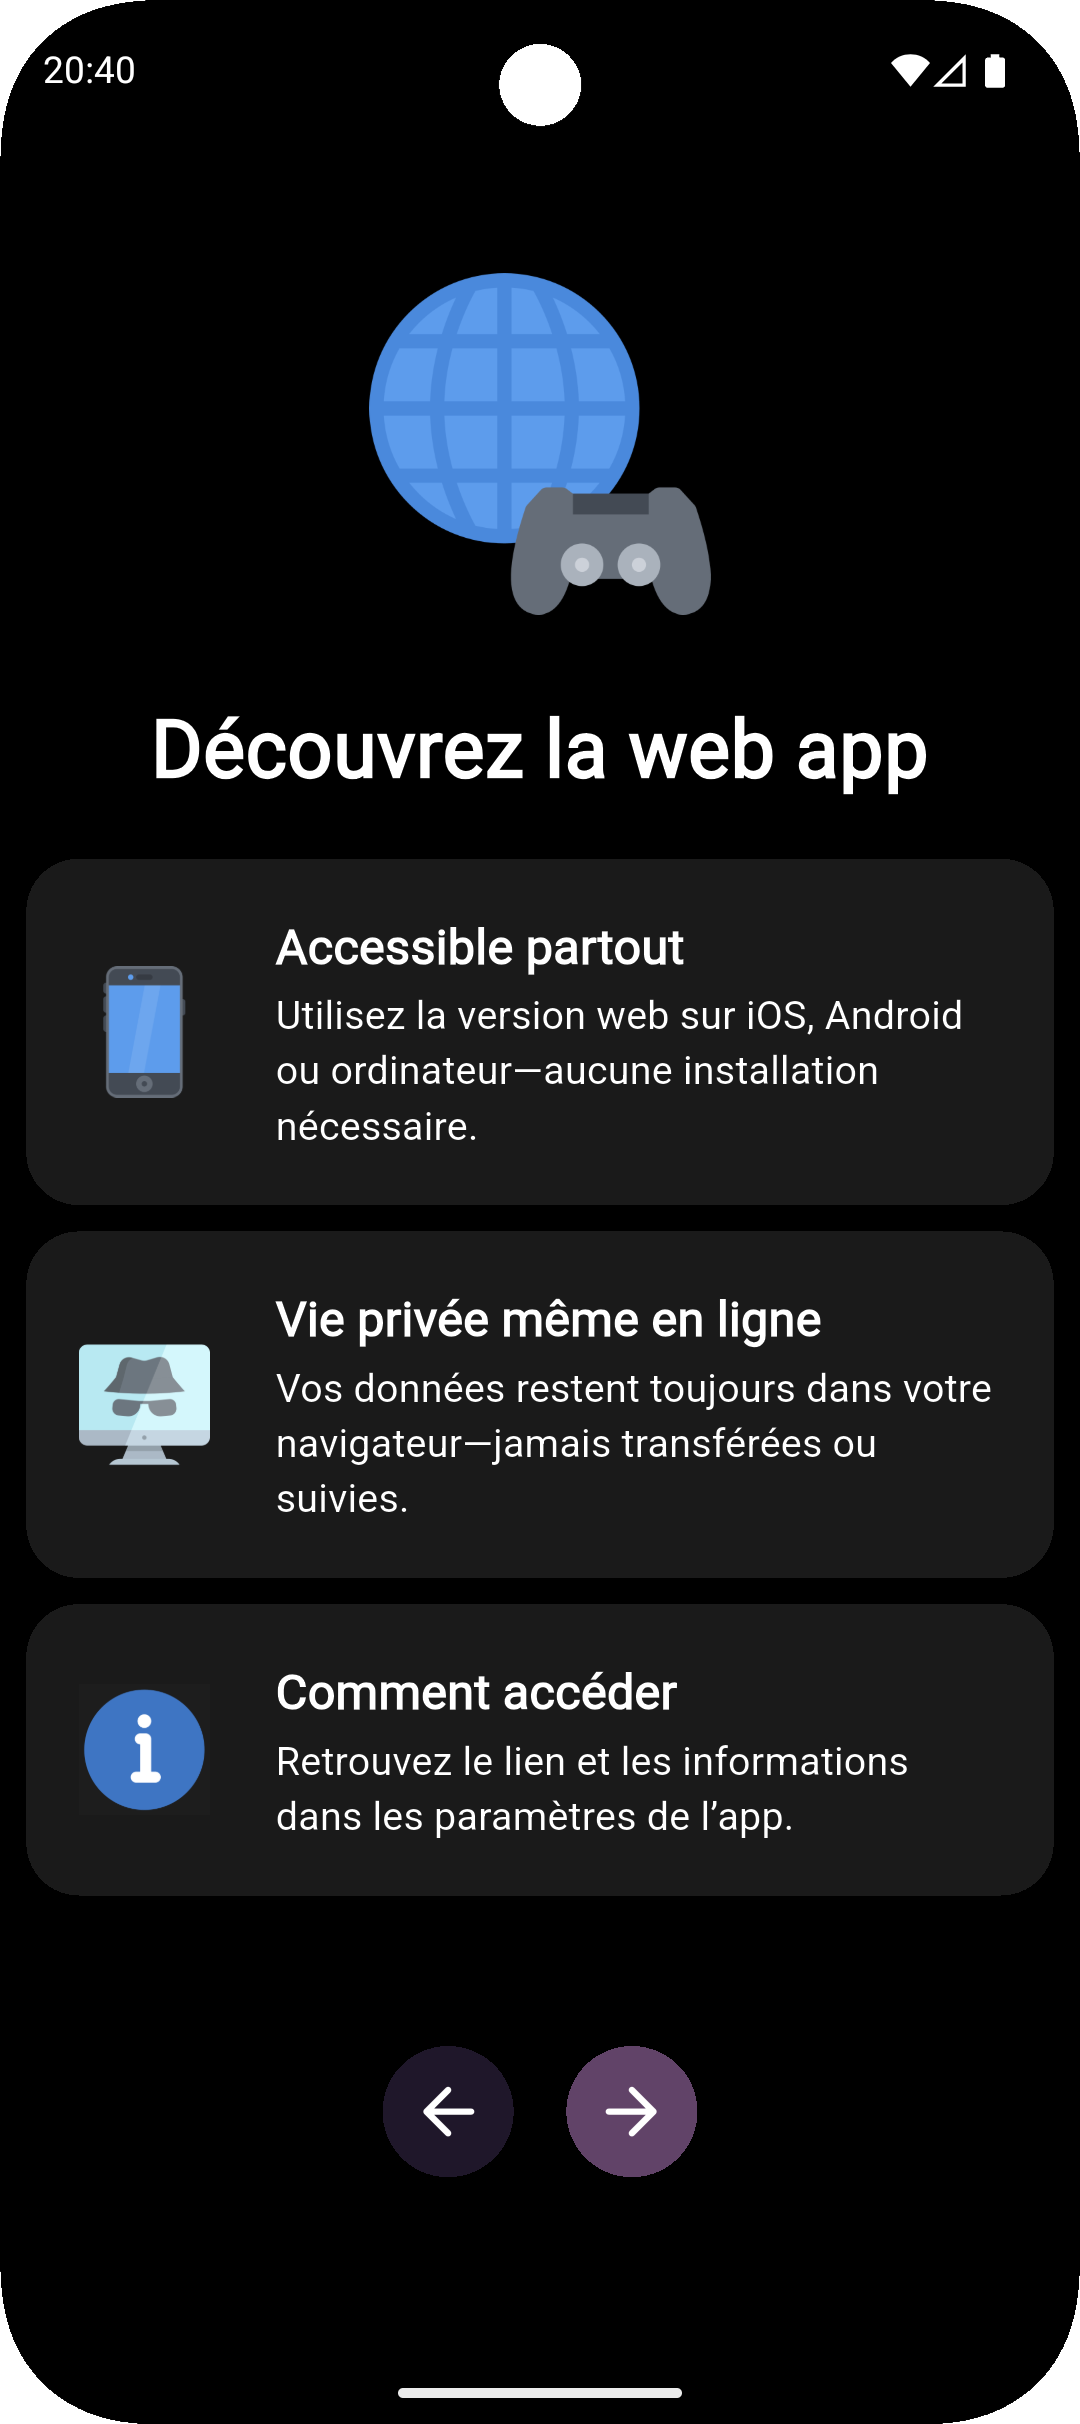 20:40
Découvrez la web app
Accessible partout
Utilisez la version web sur iOS, Android
ou ordinateur—aucune installation
nécessaire.
Vie privée même en ligne
Vos données restent toujours dans votre
navigateur—jamais transférées ou
suivies.
Comment accéder
Retrouvez le lien et les informations
dans les paramètres de l’app.